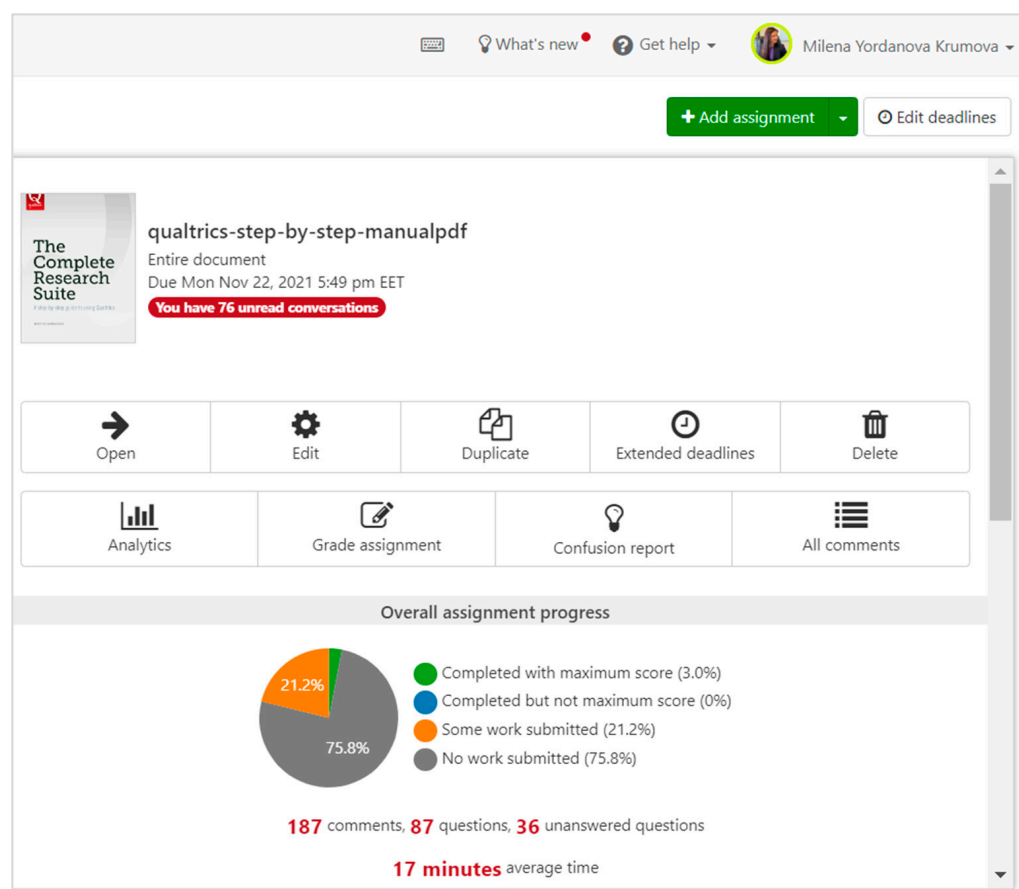 What's new Get help Milena Yordanova Krumova
Add assignment Edit deadlines
The
Complete
Research
Suite
qualtrics-step-by-step-manualpdf
Entire document
Due Mon Nov 22, 2021 5:49 pm EET
You have 76 unread conversations
Open Edit Duplicate Extended deadlines Delete
Analytics Grade assignment Confusion report All comments
Overall assignment progress
21.2%
75.8%
Completed with maximum score (3.0%)
Completed but not maximum score (0%)
Some work submitted (21.2%)
No work submitted (75.8%)
187 comments, 87 questions, 36 unanswered questions
17 minutes average time